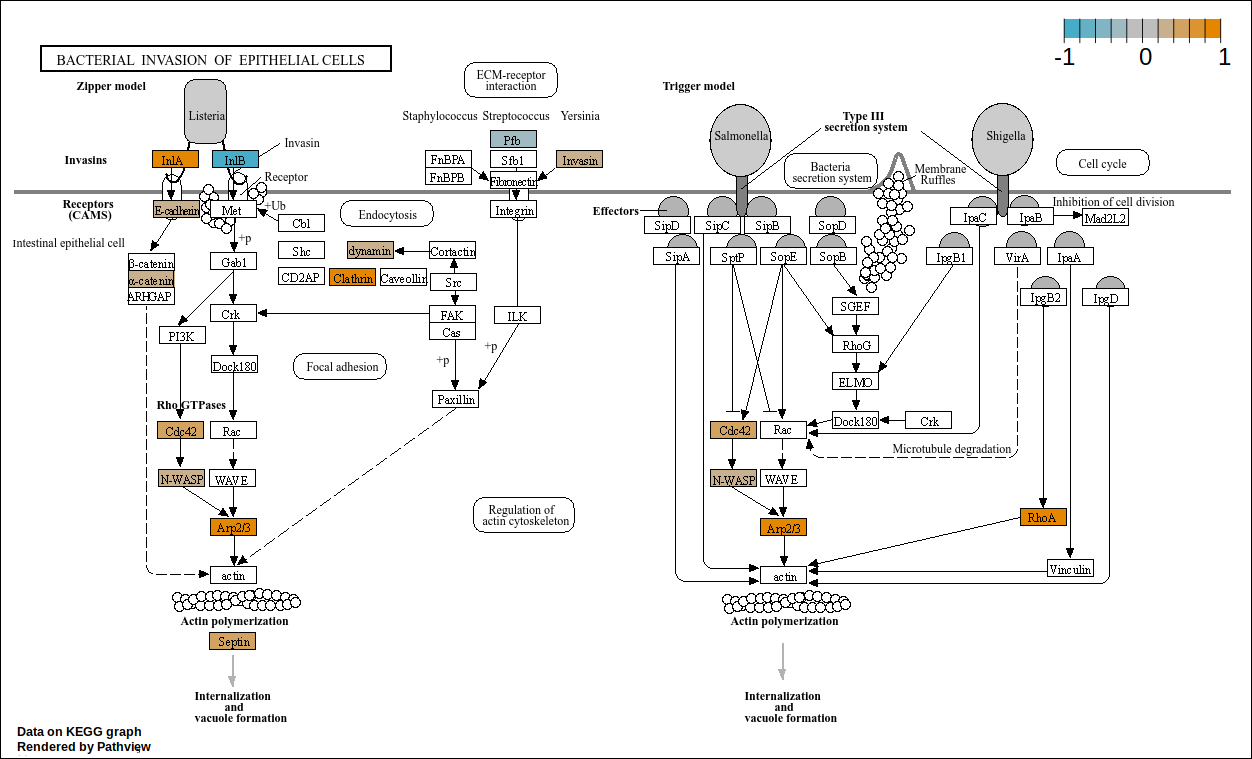 -1 0 1
BACTERIAL INVASION OF EPITHELIAL CELLS
Zipper model
ECM-receptor
interaction
Trigger model
Listeria
Staphylococcus Streptococcus Yersinia
Salmonella
Type III
secretion system
Shigella
Invasin
Pfb
Invasins
InlA
InlB
FnBPA
FnBPB
Sfb1
Invasin
Fibronectin
Receptor
Bacteria
secretion system
Membrane
Ruffles
Cell cycle
Receptors
(CAMS)
E-cadherin
Met
+Ub
Cbl
Endocytosis
Integrin
Effectors
SipD
SipC
SipB
SopD
IpaC
IpaB
Inhibition of cell division
Mad2L2
Intestinal epithelial cell
+p
Shc
dynamin
Cortactin
SipA
SptP
SopE
SopB
IpgB1
VirA
IpaA
β-catenin
α-catenin
ARHGAP
Gab1
CD2AP
Clathrin
Caveollin
Src
IpgB2
IpgD
Crk
FAK
Cas
ILK
SGEF
PI3K
+p
+p
RhoG
Dock180
Focal adhesion
ELMO
Paxillin
Rho GTPases
Cdc42
Rac
Cdc42
Rac
Dock180
Crk
Microtubule degradation
N-WASP
WAVE
N-WASP
WAVE
Regulation of
actin cytoskeleton
Arp2/3
Arp2/3
RhoA
actin
actin
Vinculin
Actin polymerization
Actin polymerization
Septin
Internalization
and
vacuole formation
Internalization
and
vacuole formation
Data on KEGG graph
Rendered by Pathview